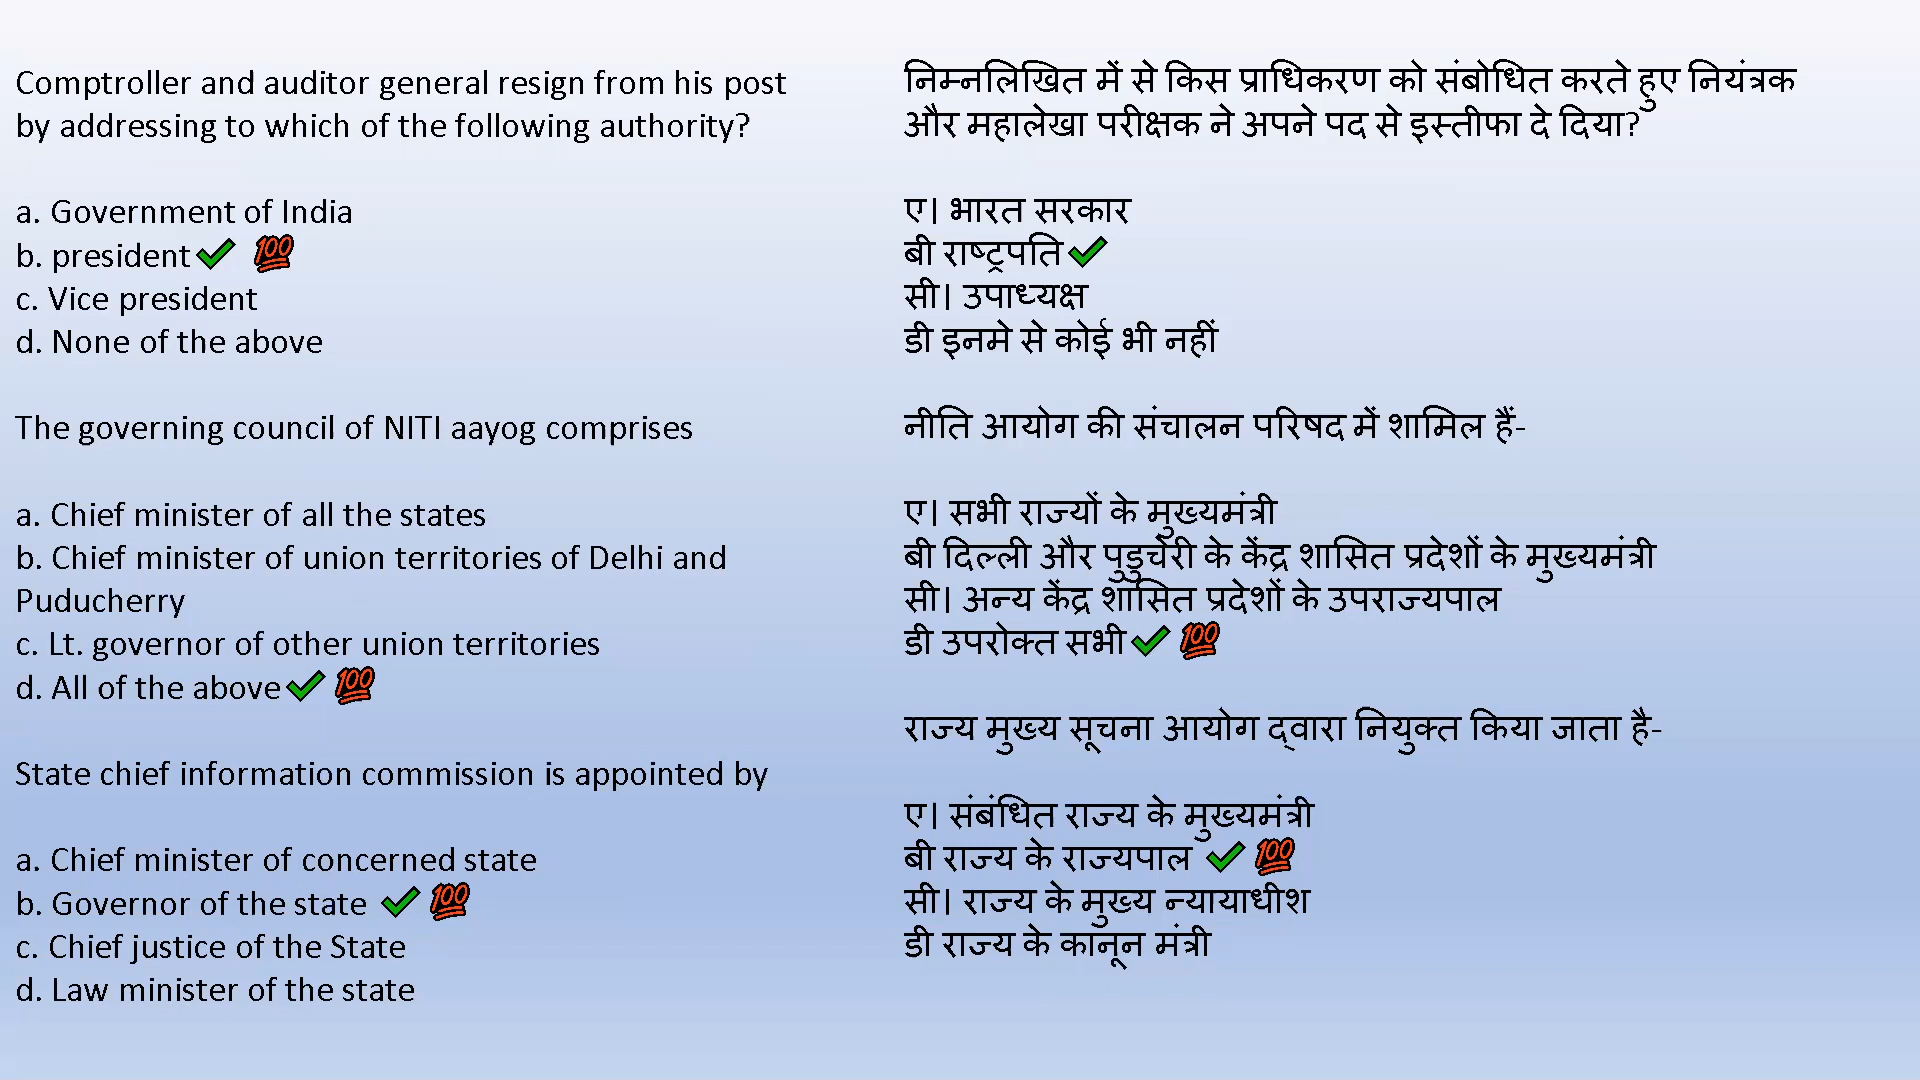 Comptroller and auditor general resign from his post
by addressing to which of the following authority?
a. Government of India
b. president✔ 💯
c. Vice president
d. None of the above
The governing council of NITI aayog comprises
a. Chief minister of all the states
b. Chief minister of union territories of Delhi and
Puducherry
c. Lt. governor of other union territories
d. All of the above✔ 💯
State chief information commission is appointed by
a. Chief minister of concerned state
b. Governor of the state ✔ 💯
c. Chief justice of the State
d. Law minister of the state
निम्नलिखित में से किस प्राधिकरण को संबोधित करते हुए नियंत्रक
और महालेखा परीक्षक ने अपने पद से इस्तीफा दे दिया?
ए। भारत सरकार
बी राष्ट्रपति✔
सी। उपाध्यक्ष
डी इनमे से कोई भी नहीं
नीति आयोग की संचालन परिषद में शामिल हैं-
ए। सभी राज्यों के मुख्यमंत्री
बी दिल्ली और पुडुचेरी के केंद्र शासित प्रदेशों के मुख्यमंत्री
सी। अन्य केंद्र शासित प्रदेशों के उपराज्यपाल
डी उपरोक्त सभी✔ 💯
राज्य मुख्य सूचना आयोग द्वारा नियुक्त किया जाता है-
ए। संबंधित राज्य के मुख्यमंत्री
बी राज्य के राज्यपाल ✔ 💯
सी। राज्य के मुख्य न्यायाधीश
डी राज्य के कानून मंत्री